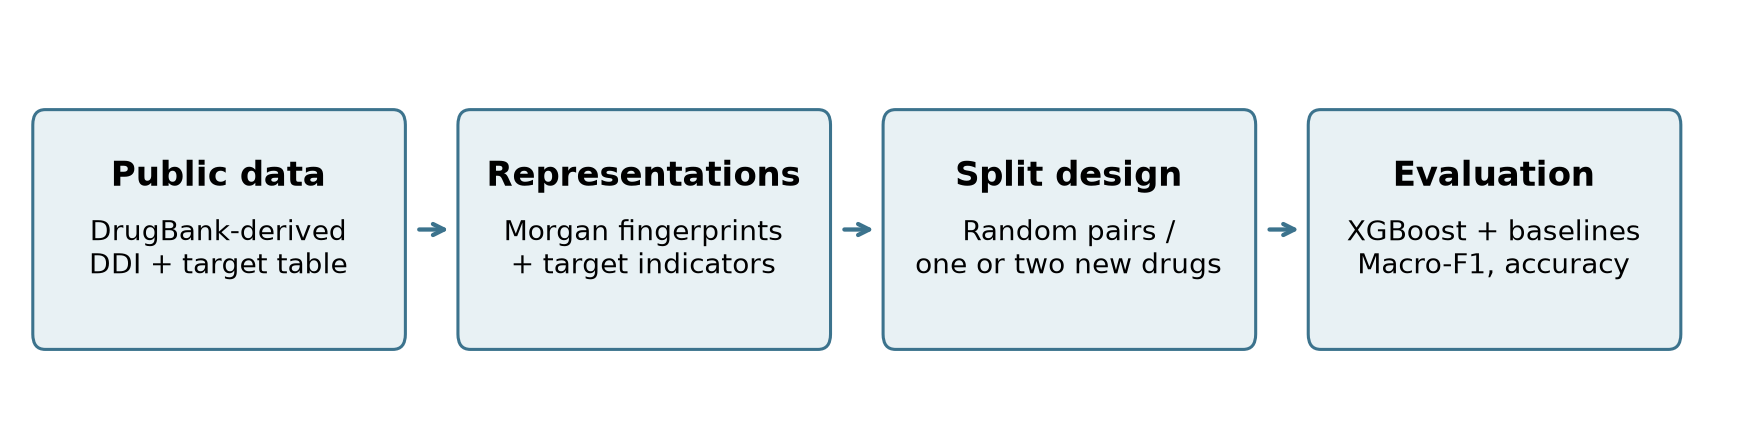 Public data
DrugBank-derived
DDI + target table
Representations
Morgan fingerprints
+ target indicators
Split design
Random pairs /
one or two new drugs
Evaluation
XGBoost + baselines
Macro-F1, accuracy